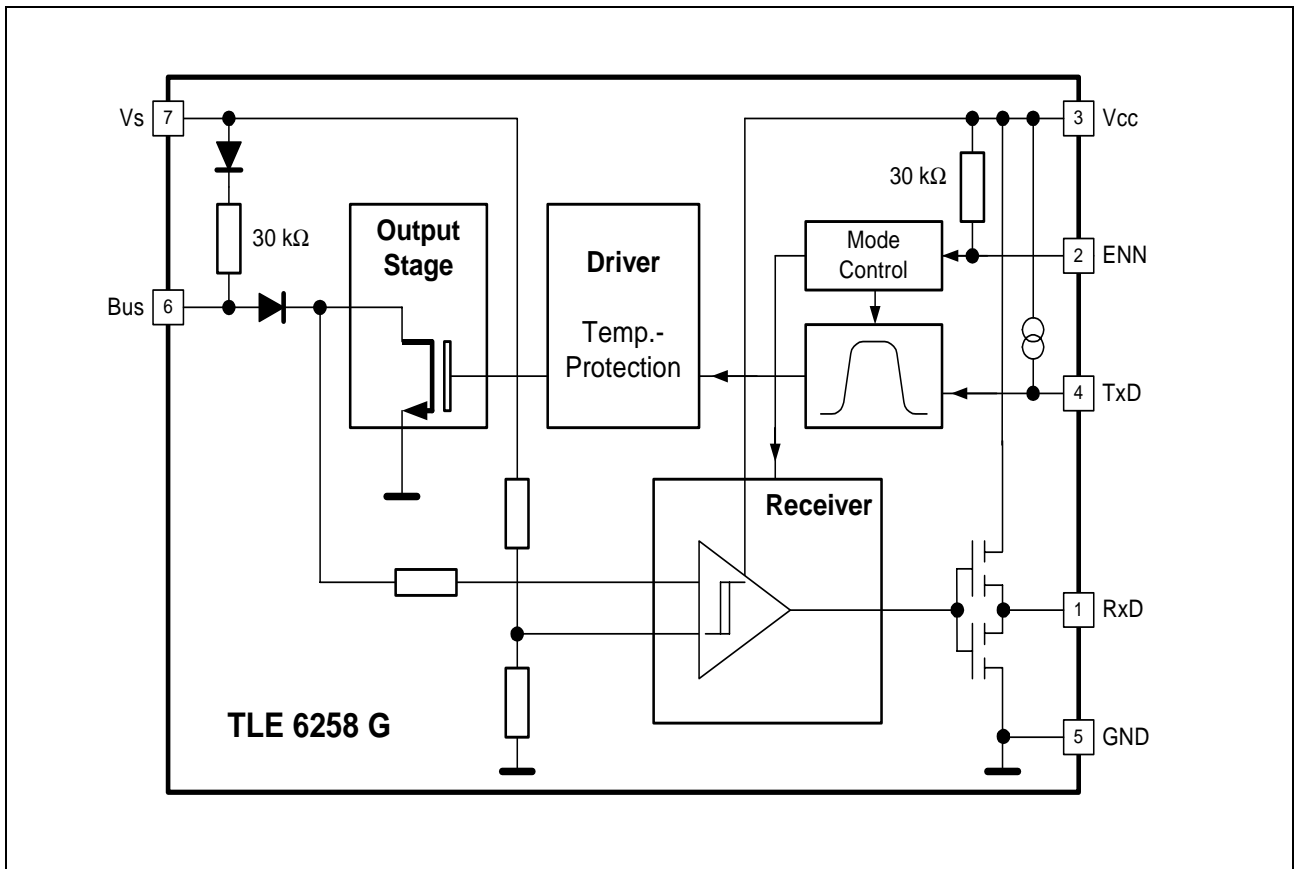 Vs
7
3
Vcc
30 kΩ
Output
Stage
30 kΩ
Driver
Mode
Control
2
ENN
Bus
6
Temp.-
Protection
4
TxD
Receiver
1
RxD
TLE 6258 G
5
GND